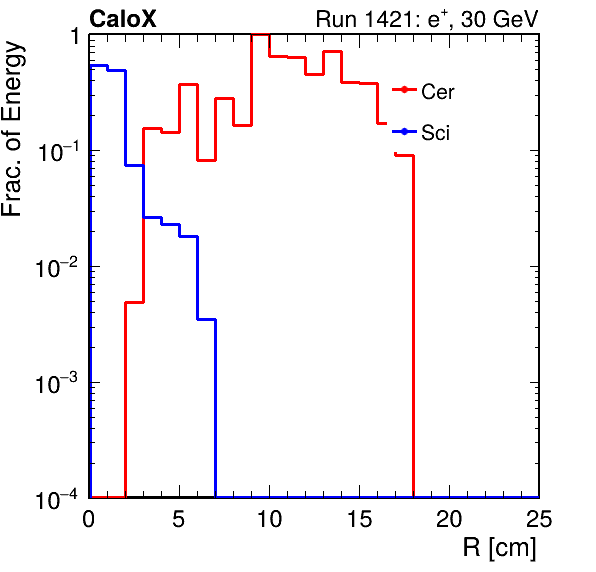 CaloX Run 1421: e⁺, 30 GeV
Frac. of Energy
1
10⁻¹
10⁻²
10⁻³
10⁻⁴
Cer
Sci
0 5 10 15 20 25
R [cm]